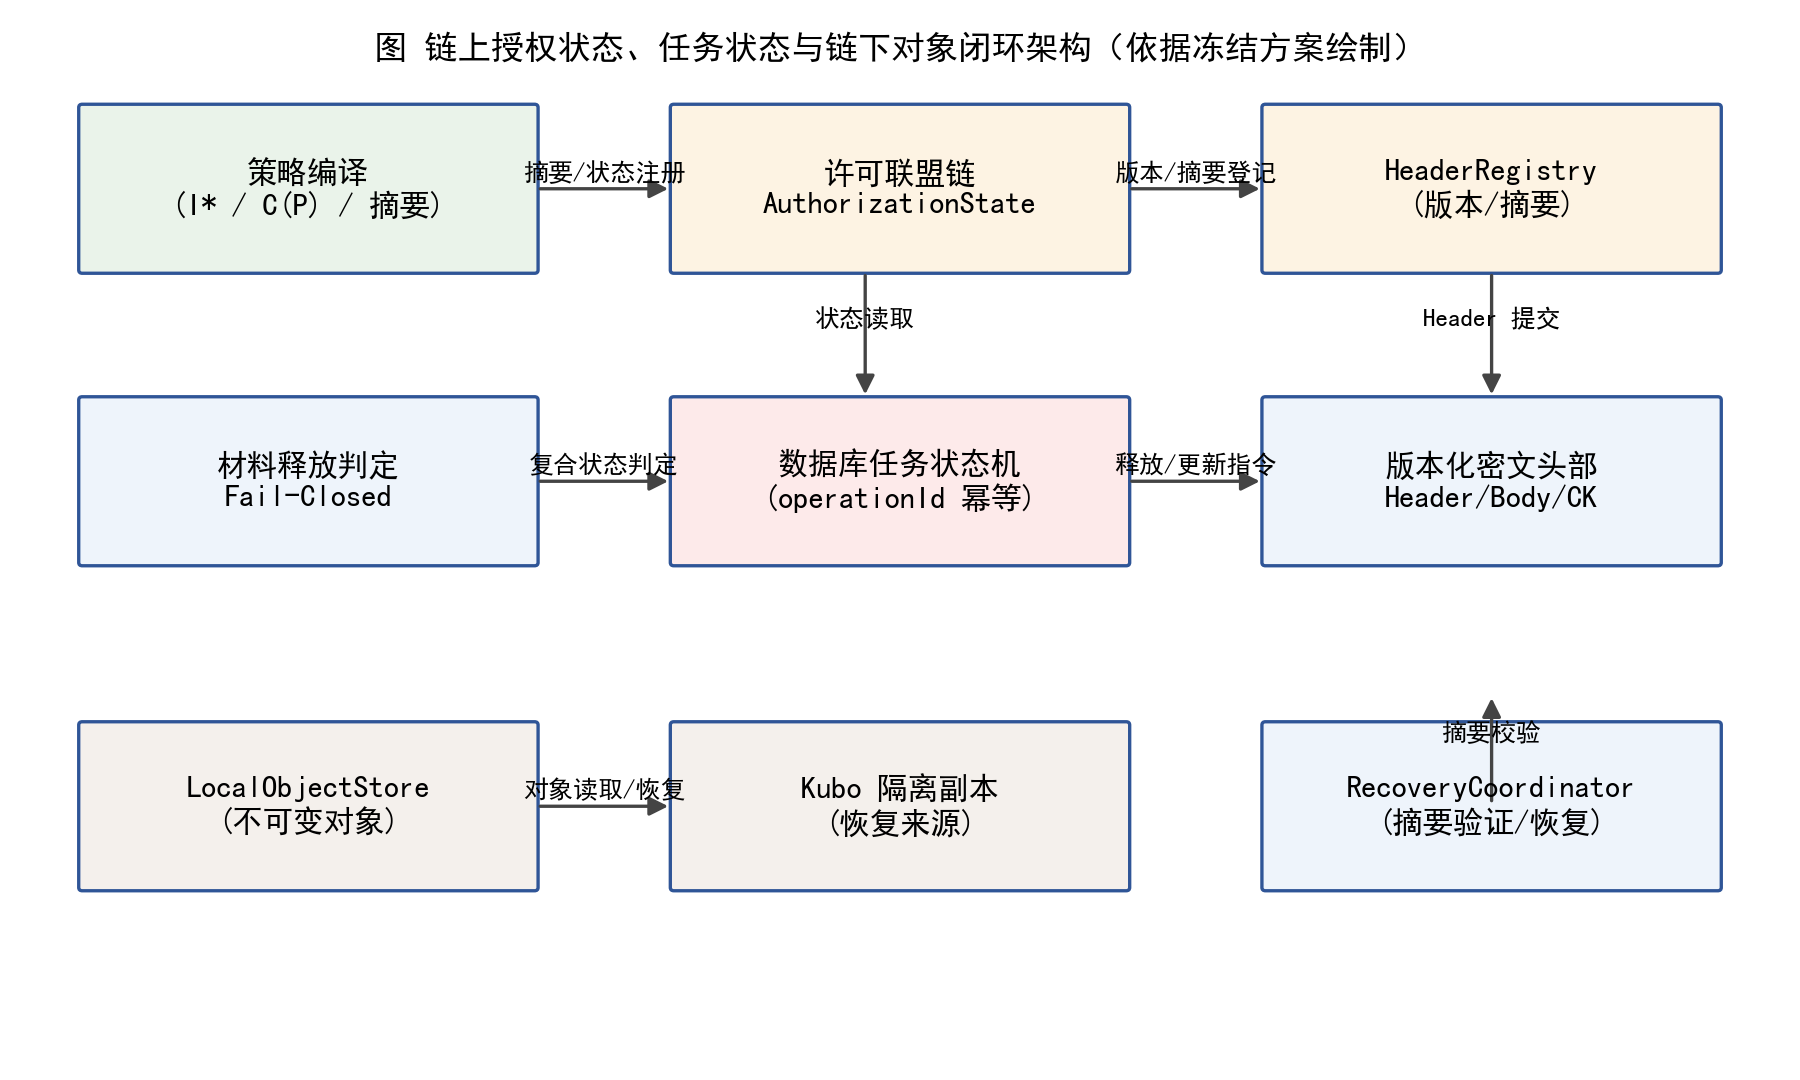 图 链上授权状态、任务状态与链下对象闭环架构（依据冻结方案绘制）
策略编译
(I* / C(P) / 摘要)
摘要/状态注册
许可联盟链
AuthorizationState
版本/摘要登记
HeaderRegistry
(版本/摘要)
状态读取
Header 提交
材料释放判定
Fail-Closed
复合状态判定
数据库任务状态机
(operationId 幂等)
释放/更新指令
版本化密文头部
Header/Body/CK
摘要校验
LocalObjectStore
(不可变对象)
对象读取/恢复
Kubo 隔离副本
(恢复来源)
RecoveryCoordinator
(摘要验证/恢复)